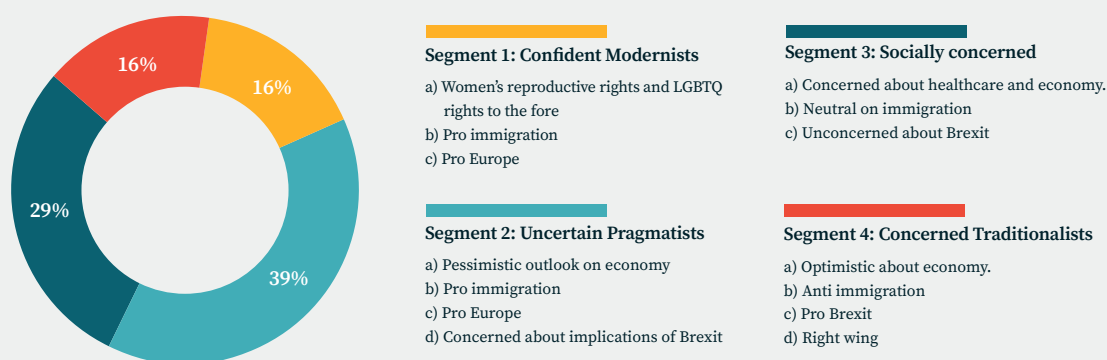 16%
16%
29%
39%
Segment 1: Confident Modernists
a) Women’s reproductive rights and LGBTQ
rights to the fore
b) Pro immigration
c) Pro Europe
Segment 2: Uncertain Pragmatists
a) Pessimistic outlook on economy
b) Pro immigration
c) Pro Europe
d) Concerned about implications of Brexit
Segment 3: Socially concerned
a) Concerned about healthcare and economy.
b) Neutral on immigration
c) Unconcerned about Brexit
Segment 4: Concerned Traditionalists
a) Optimistic about economy.
b) Anti immigration
c) Pro Brexit
d) Right wing